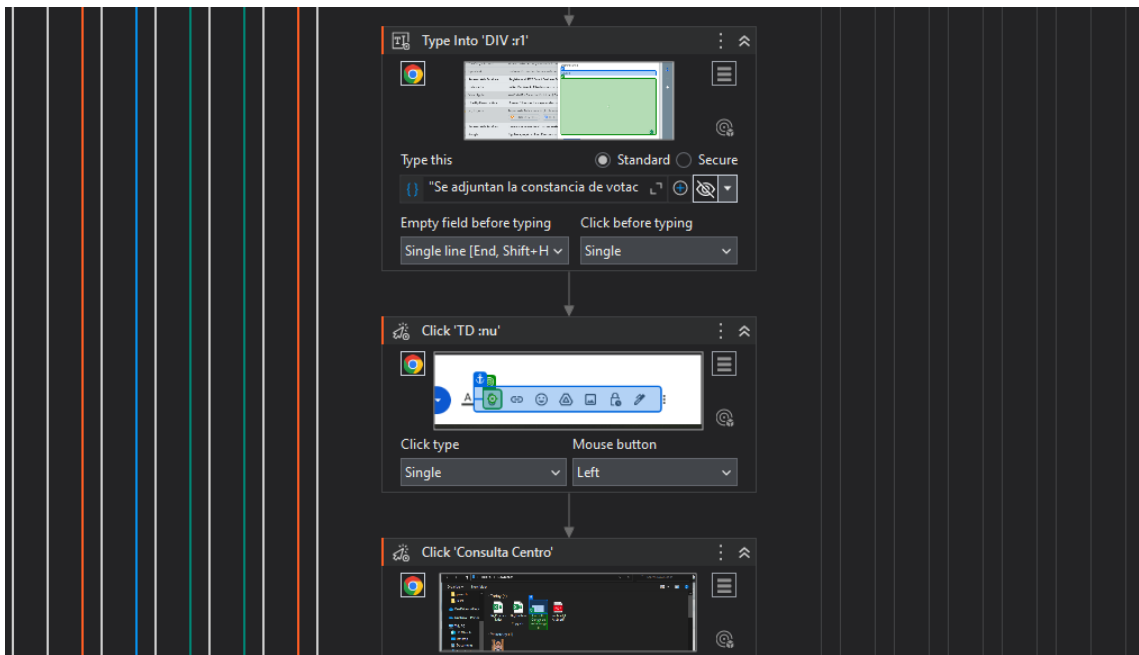 Type Into 'DIV :r1'
Type this
Standard
Secure
"Se adjuntan la constancia de votac
Empty field before typing
Click before typing
Single line [End, Shift+H
Single
Click 'TD :nu'
A
Click type
Mouse button
Single
Left
Click 'Consulta Centro'